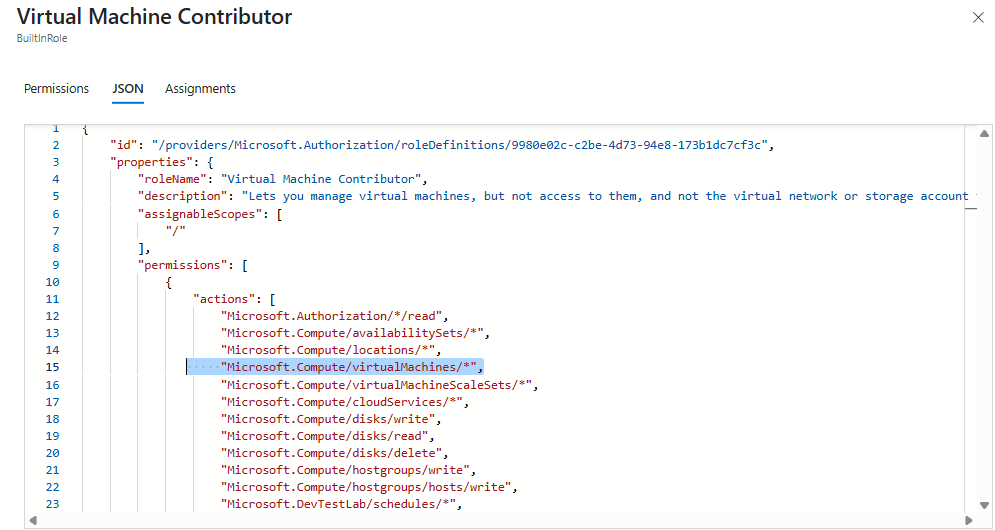 Virtual Machine Contributor
BuiltInRole
Permissions JSON Assignments
1 {
2 "id": "/providers/Microsoft.Authorization/roleDefinitions/9980e02c-c2be-4d73-94e8-173b1dc7cf3c",
3 "properties": {
4 "roleName": "Virtual Machine Contributor",
5 "description": "Lets you manage virtual machines, but not access to them, and not the virtual network or storage account
6 "assignableScopes": [
7 "/"
8 ],
9 "permissions": [
10 {
11 "actions": [
12 "Microsoft.Authorization/*/read",
13 "Microsoft.Compute/availabilitySets/*",
14 "Microsoft.Compute/locations/*",
15 "Microsoft.Compute/virtualMachines/*",
16 "Microsoft.Compute/virtualMachineScaleSets/*",
17 "Microsoft.Compute/cloudServices/*",
18 "Microsoft.Compute/disks/write",
19 "Microsoft.Compute/disks/read",
20 "Microsoft.Compute/disks/delete",
21 "Microsoft.Compute/hostgroups/write",
22 "Microsoft.Compute/hostgroups/hosts/write",
23 "Microsoft.DevTestLab/schedules/*",